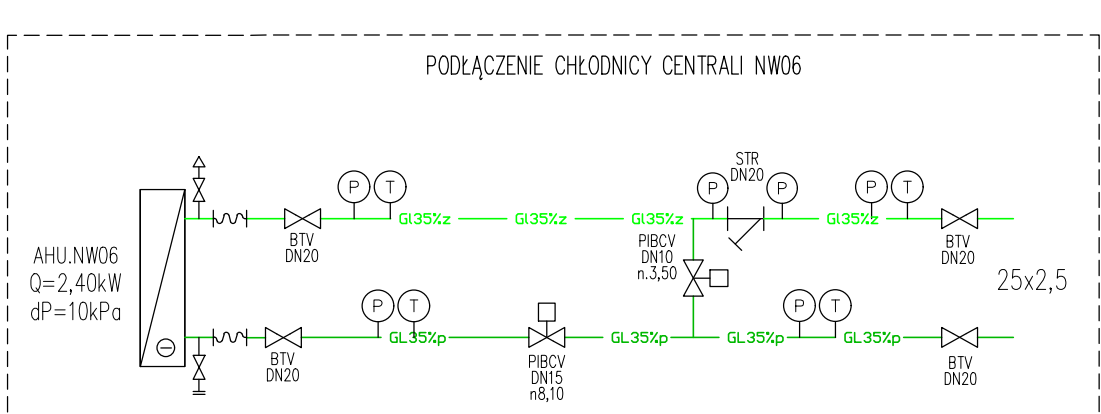 PODŁĄCZENIE CHŁODNICY CENTRALI NW06
STR
DN20
P
T
P
P
P
T
Gl35%z
Gl35%z
Gl35%z
Gl35%z
BTV
DN20
PIBCV
DN10
n.3,50
BTV
DN20
AHU.NW06
Q=2,40kW
dP=10kPa
25x2,5
P
T
P
T
GL35%p
GL35%p
GL35%p
GL35%p
BTV
DN20
PIBCV
DN15
n8,10
BTV
DN20